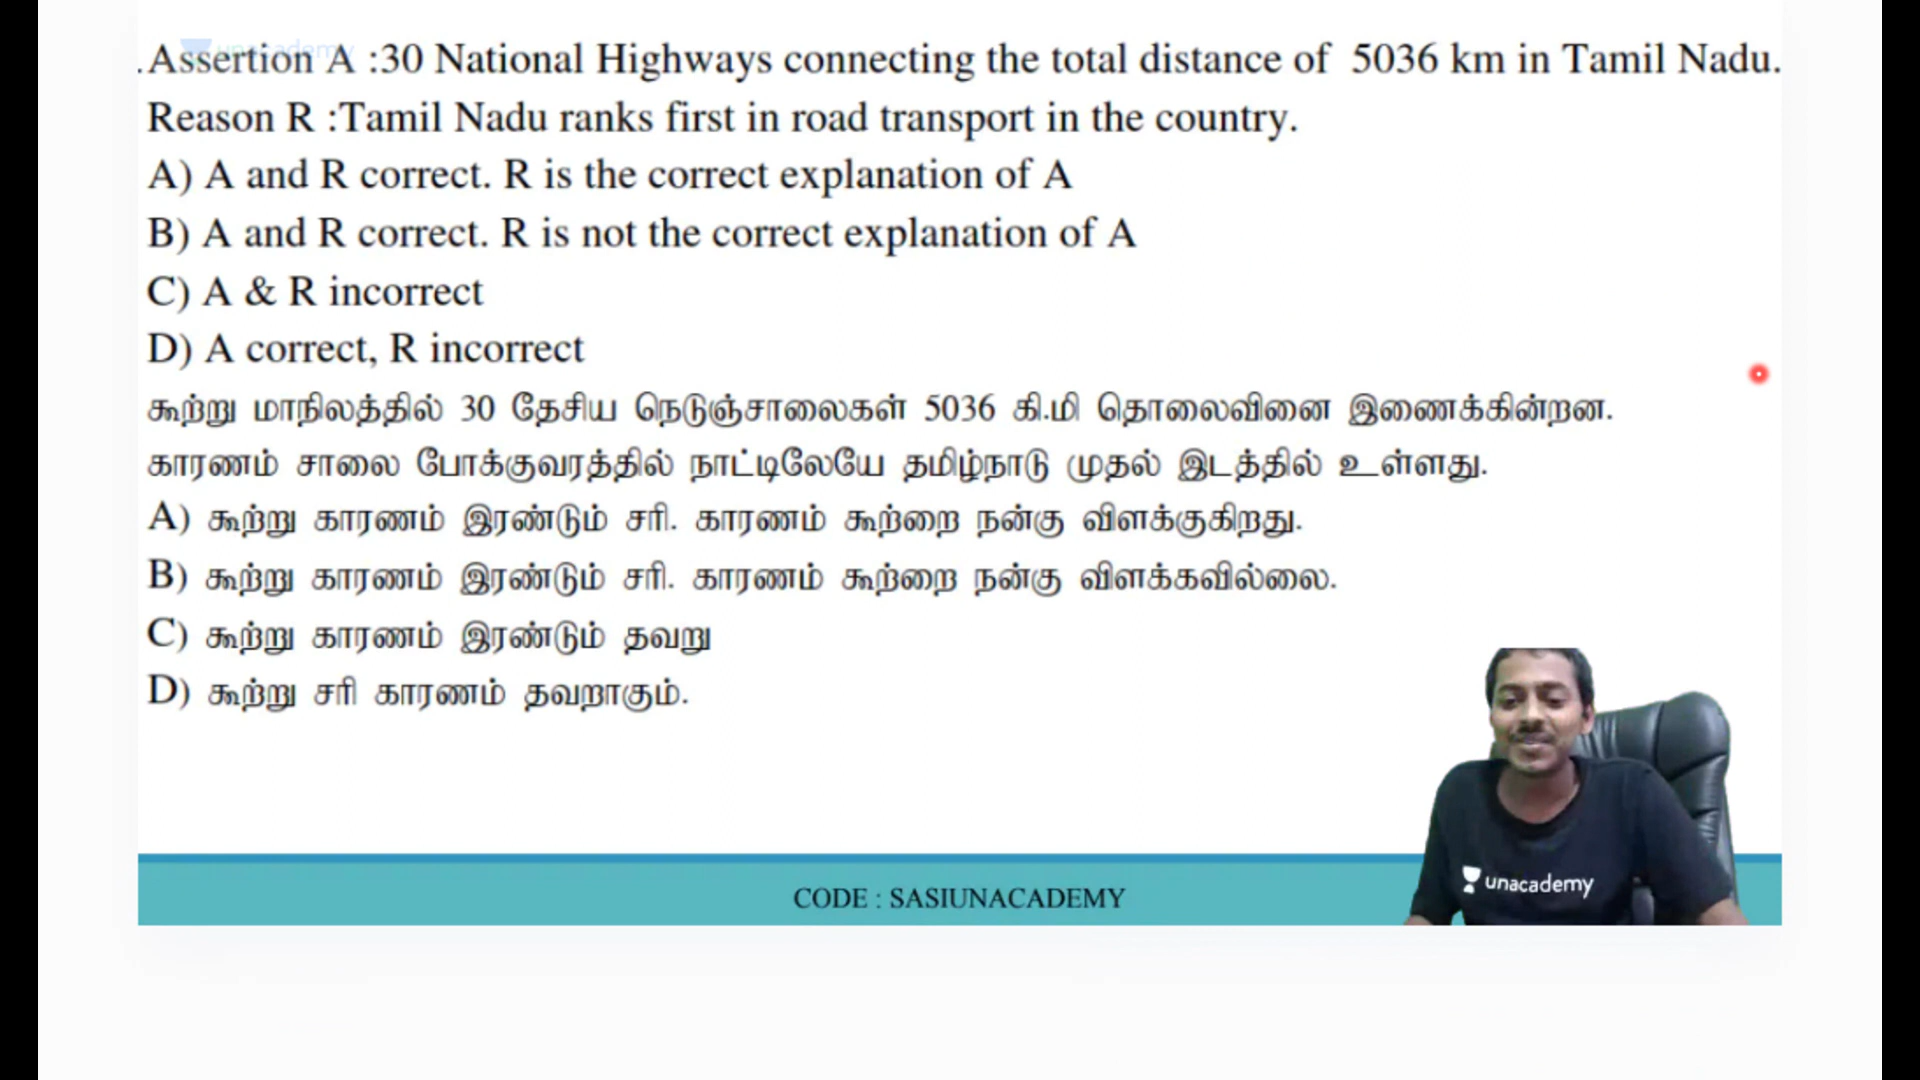 unacademy
.Assertion A :30 National Highways connecting the total distance of 5036 km in Tamil Nadu.
Reason R :Tamil Nadu ranks first in road transport in the country.
A) A and R correct. R is the correct explanation of A
B) A and R correct. R is not the correct explanation of A
C) A & R incorrect
D) A correct, R incorrect
கூற்று மாநிலத்தில் 30 தேசிய நெடுஞ்சாலைகள் 5036 கி.மி தொலைவினை இணைக்கின்றன.
காரணம் சாலை போக்குவரத்தில் நாட்டிலேயே தமிழ்நாடு முதல் இடத்தில் உள்ளது.
A) கூற்று காரணம் இரண்டும் சரி. காரணம் கூற்றை நன்கு விளக்குகிறது.
B) கூற்று காரணம் இரண்டும் சரி. காரணம் கூற்றை நன்கு விளக்கவில்லை.
C) கூற்று காரணம் இரண்டும் தவறு
D) கூற்று சரி காரணம் தவறாகும்.
unacademy
CODE : SASIUNACADEMY